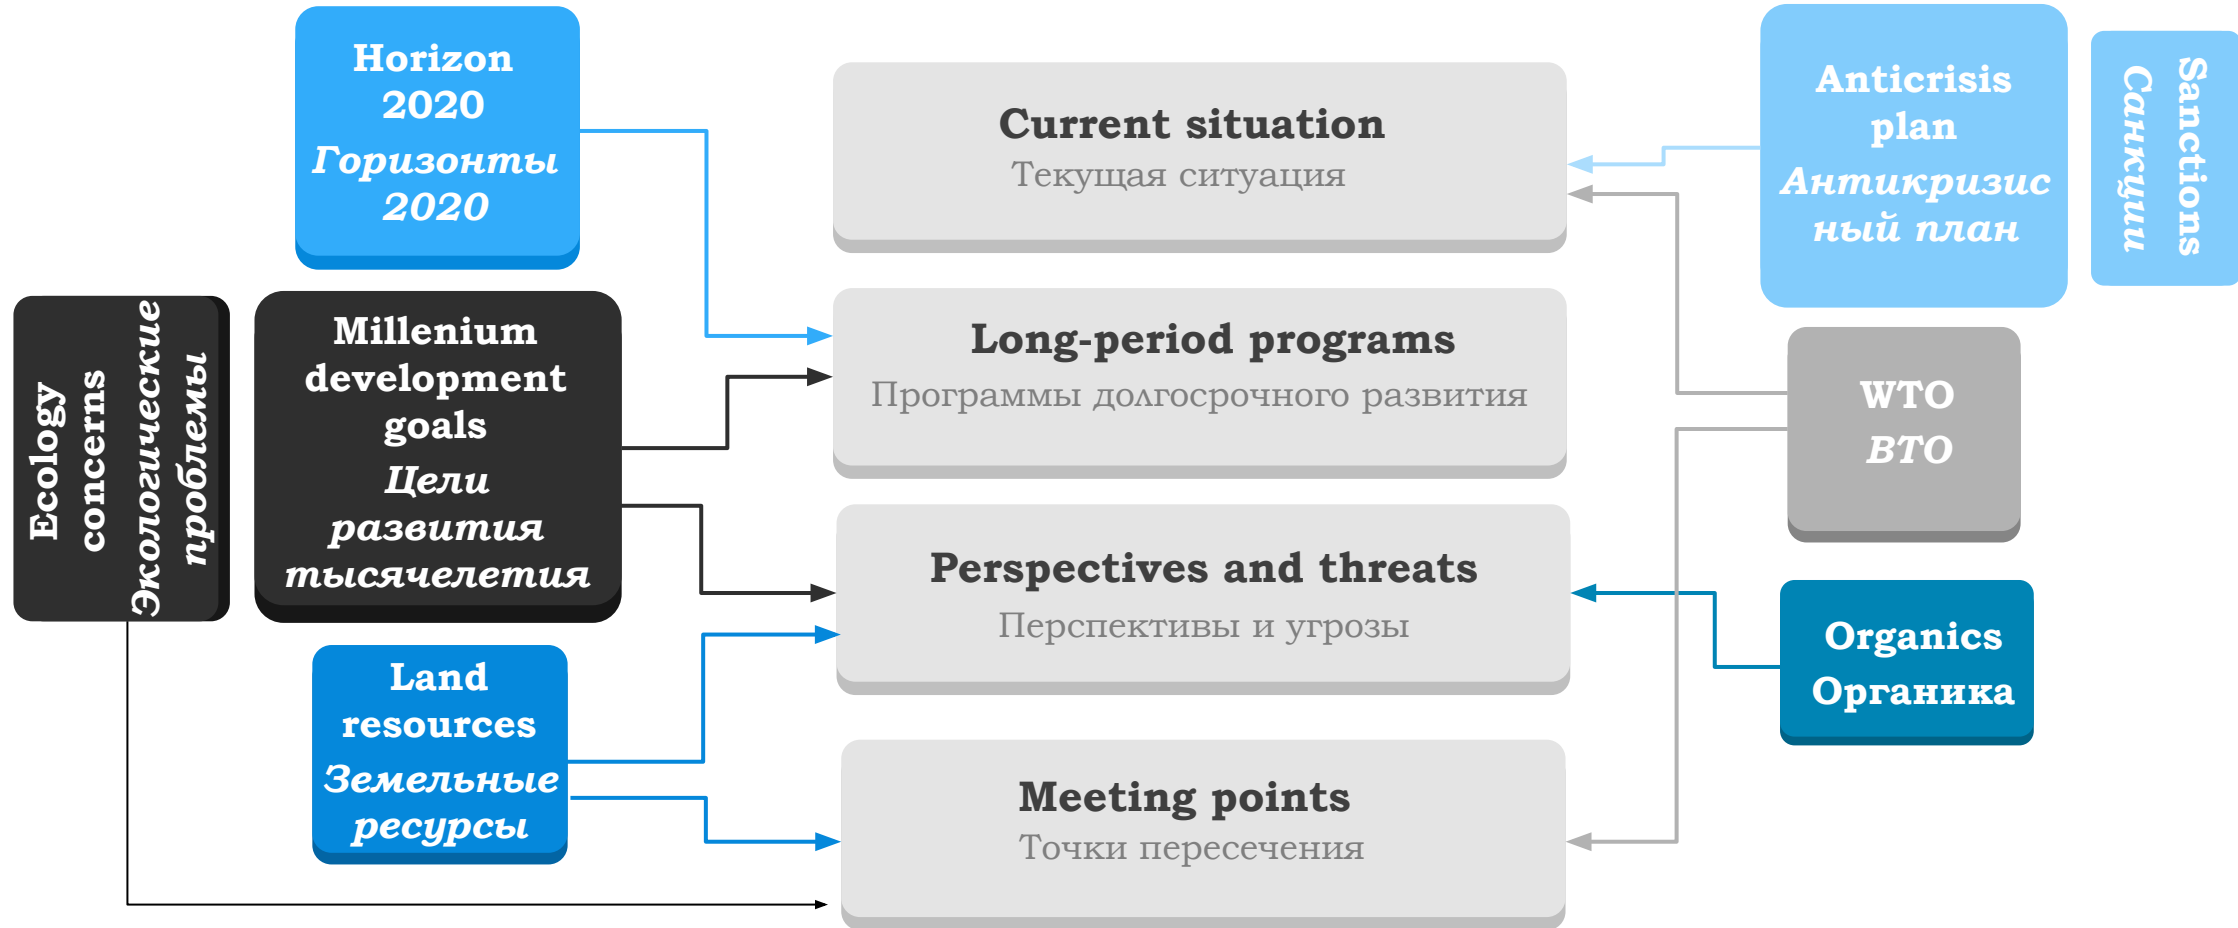 Horizon
2020
Горизонты
2020
Current situation
Текущая ситуация
Anticrisis
plan
Антикризис
ный план
Sanctions
Санкции
Ecology
concerns
Экологические
проблемы
Millenium
development
goals
Цели
развития
тысячелетия
Long-period programs
Программы долгосрочного развития
WTO
ВТО
Perspectives and threats
Перспективы и угрозы
Organics
Органика
Land
resources
Земельные
ресурсы
Meeting points
Точки пересечения